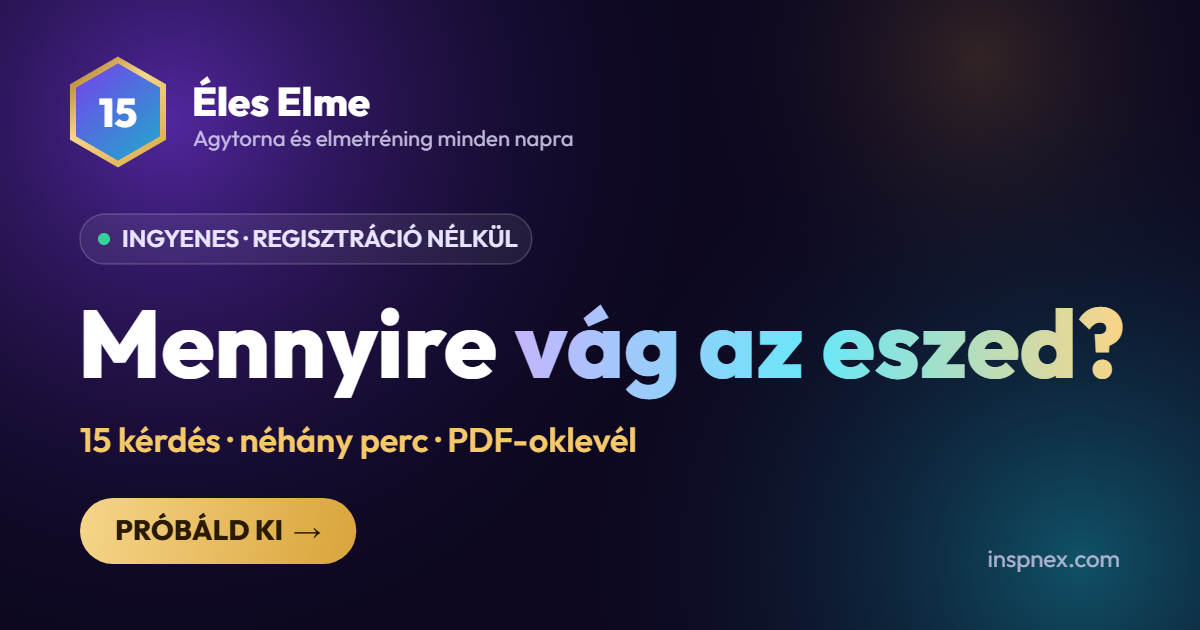 15
Éles Elme
Agytorna és elmetréning minden napra
INGYENES · REGISZTRÁCIÓ NÉLKÜL
Mennyire vág az eszed?
15 kérdés · néhány perc · PDF-oklevél
PRÓBÁLD KI →
inspnex.com